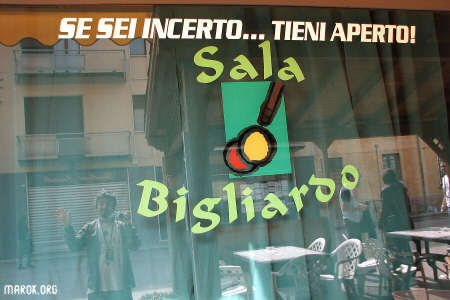 SE SEI INCERTO... TIENI APERTO!
Sala
Bigliardo
MAROK.ORG